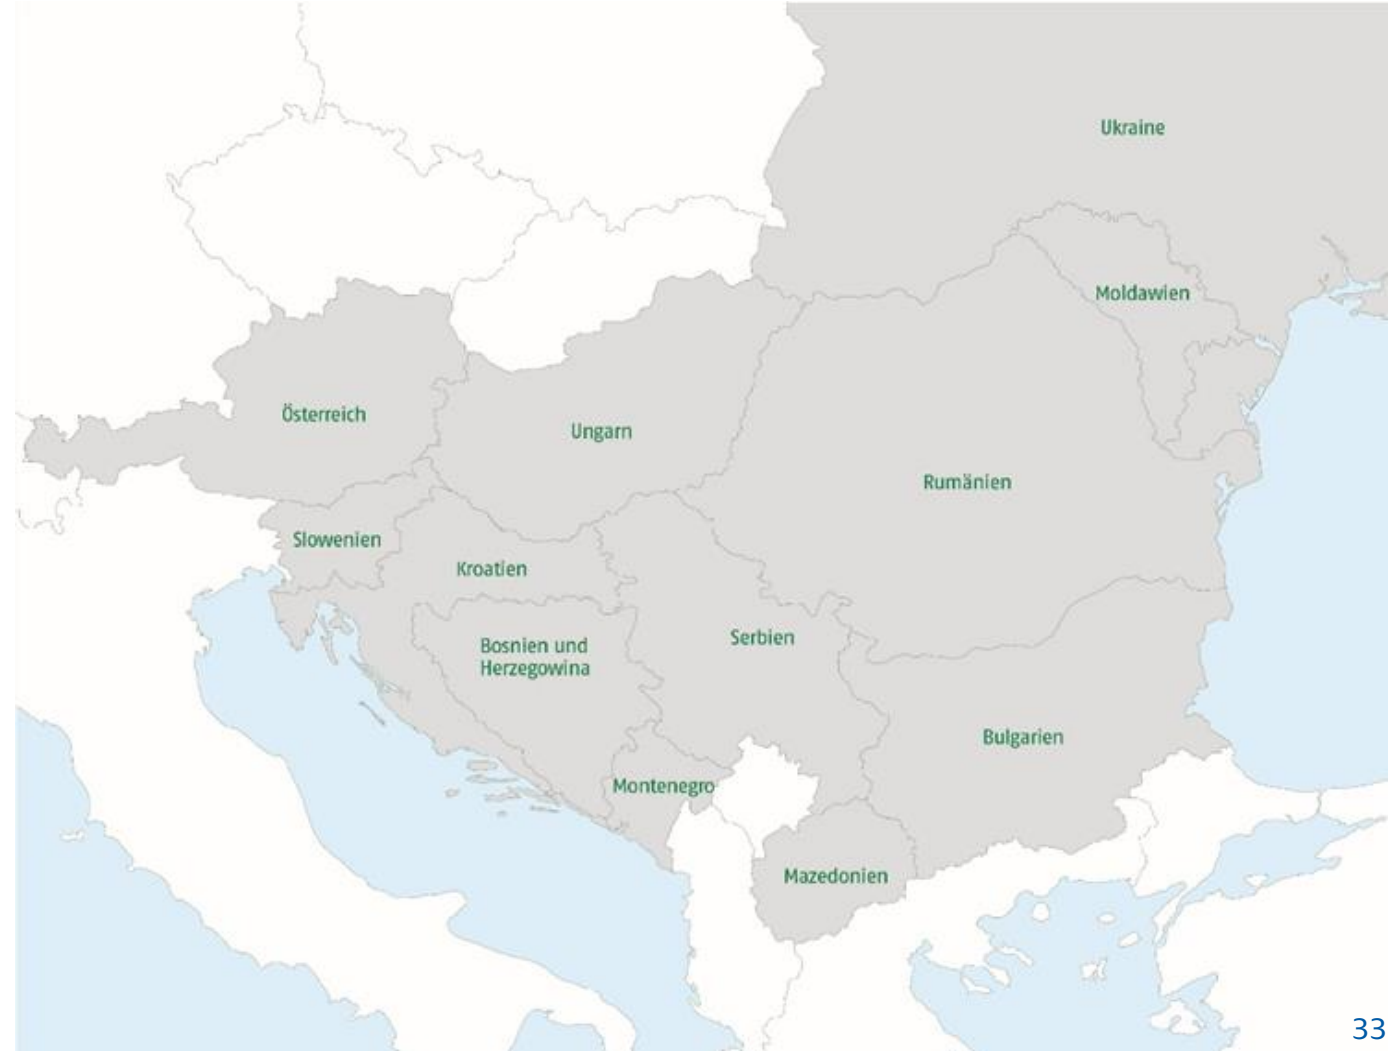 Ukraine
Moldawien
Österreich
Ungarn
Rumänien
Slowenien
Kroatien
Bosnien und
Herzegowina
Serbien
Bulgarien
Montenegro
Mazedonien
33